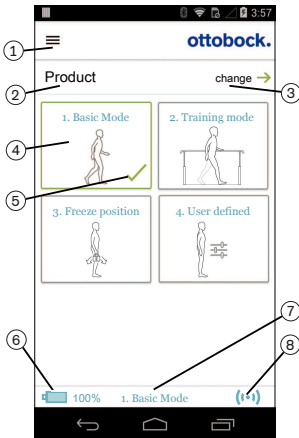 3:57
1
ottobock.
2
Product
change
3
4
1. Basic Mode
2. Training mode
5
3. Freeze position
4. User defined
6
7
8
100%
1. Basic Mode